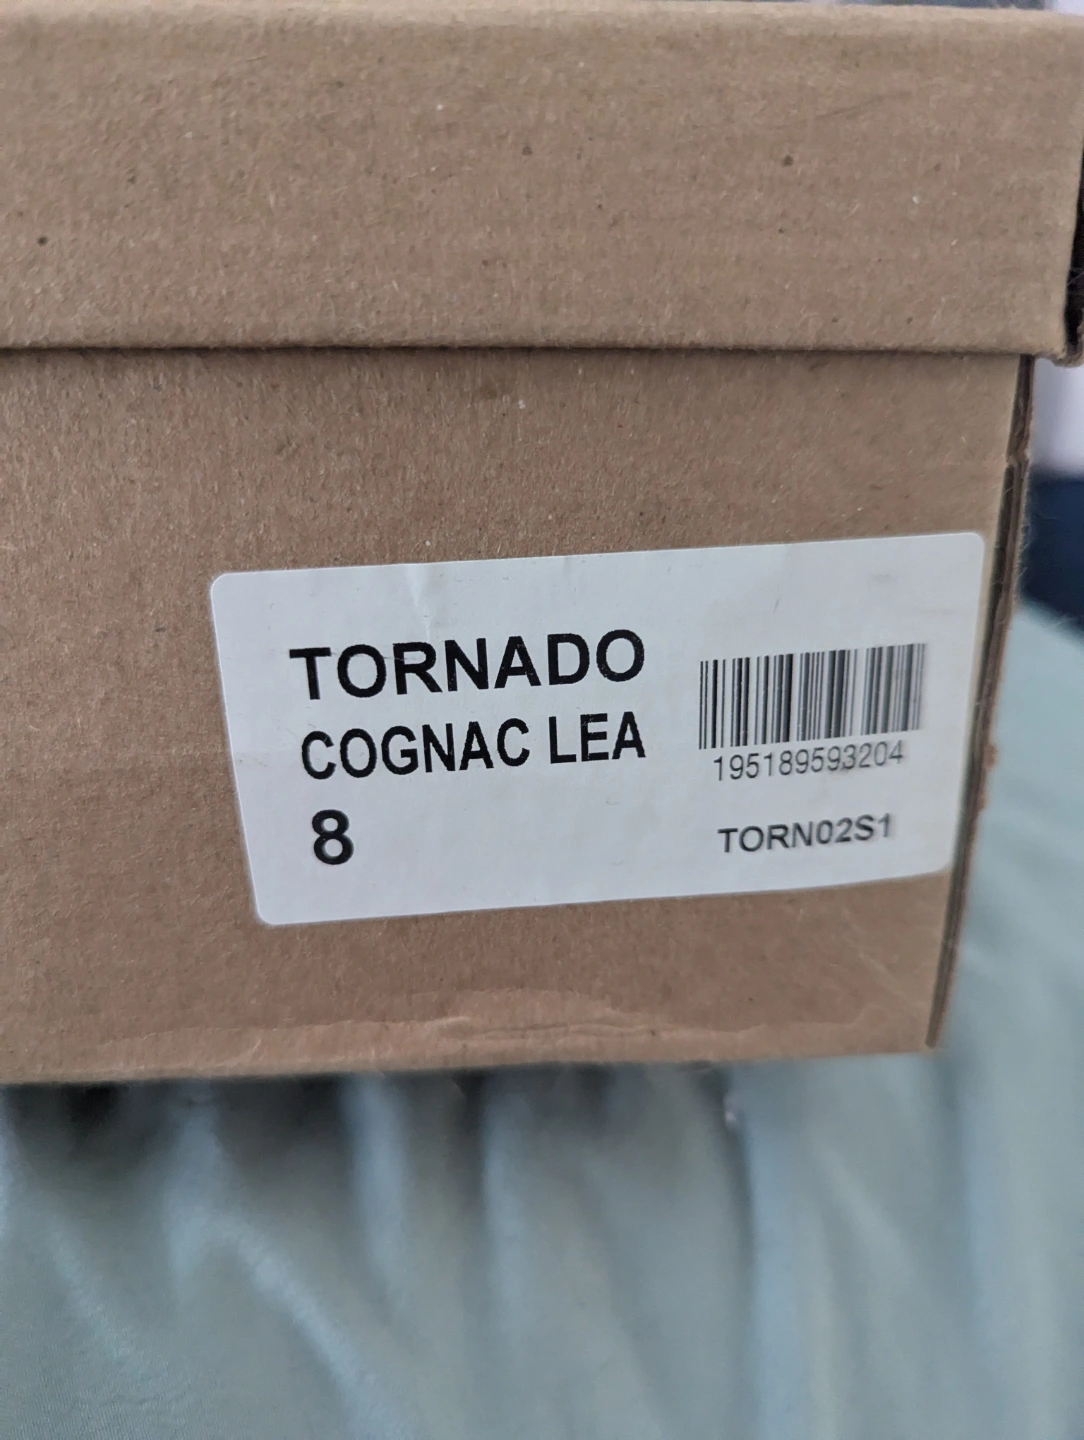 TORNADO
COGNAC LEA
8
195189593204
TORN02S1